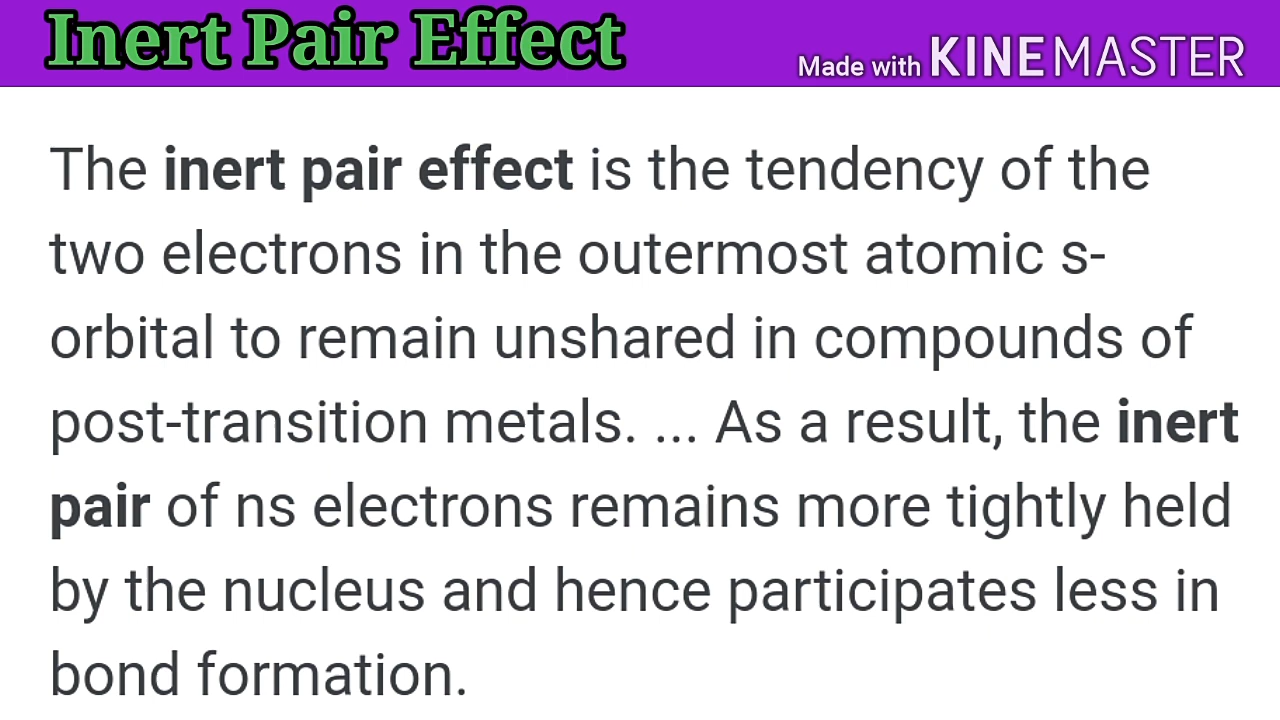 Inert Pair Effect
Made with KINEMASTER
The inert pair effect is the tendency of the
two electrons in the outermost atomic s-
orbital to remain unshared in compounds of
post-transition metals. ... As a result, the inert
pair of ns electrons remains more tightly held
by the nucleus and hence participates less in
bond formation.